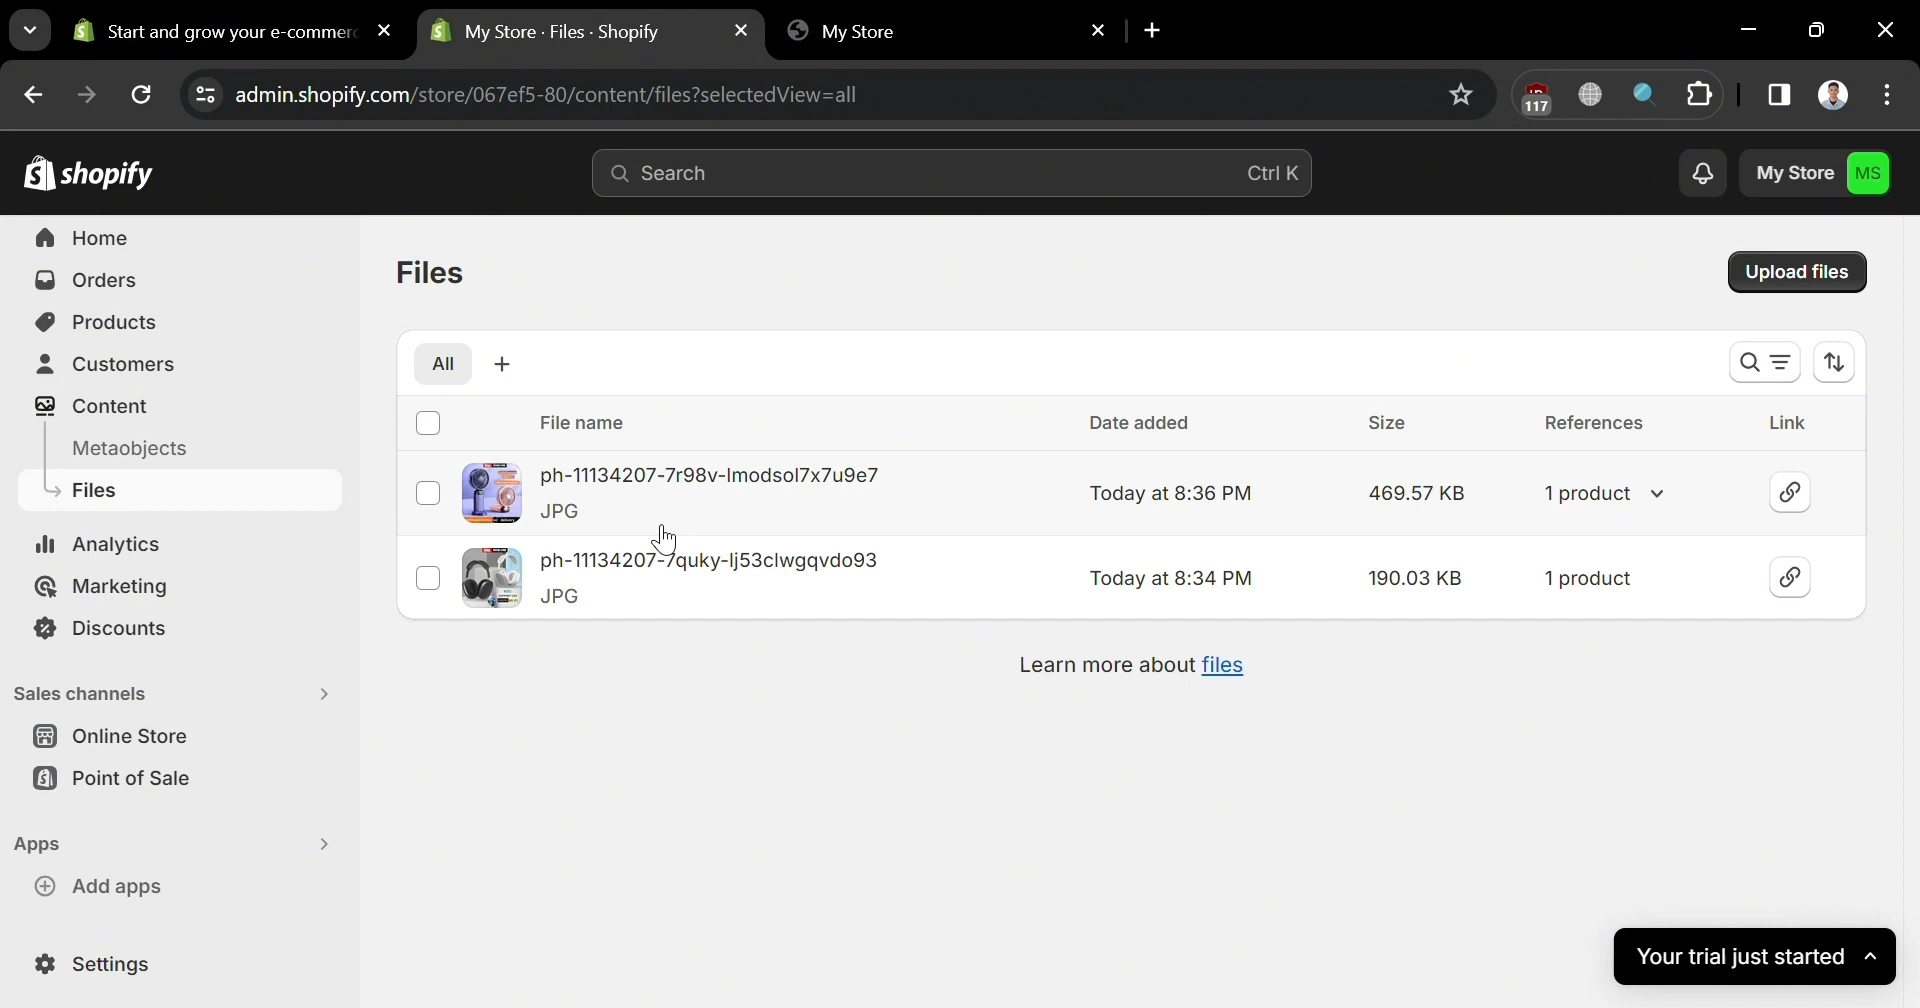 Start and grow your e-commerc
My Store · Files · Shopify
My Store
admin.shopify.com/store/067ef5-80/content/files?selectedView=all
117
shopify
Search
Ctrl K
My Store
MS
Home
Orders
Products
Customers
Content
Metaobjects
Files
Analytics
Marketing
Discounts
Sales channels
Online Store
Point of Sale
Apps
Add apps
Settings
Files
Upload files
All
File name
Date added
Size
References
Link
ph-11134207-7r98v-lmodsol7x7u9e7
JPG
Today at 8:36 PM
469.57 KB
1 product
ph-11134207-7quky-lj53clwgqvdo93
JPG
Today at 8:34 PM
190.03 KB
1 product
Learn more about files
Your trial just started